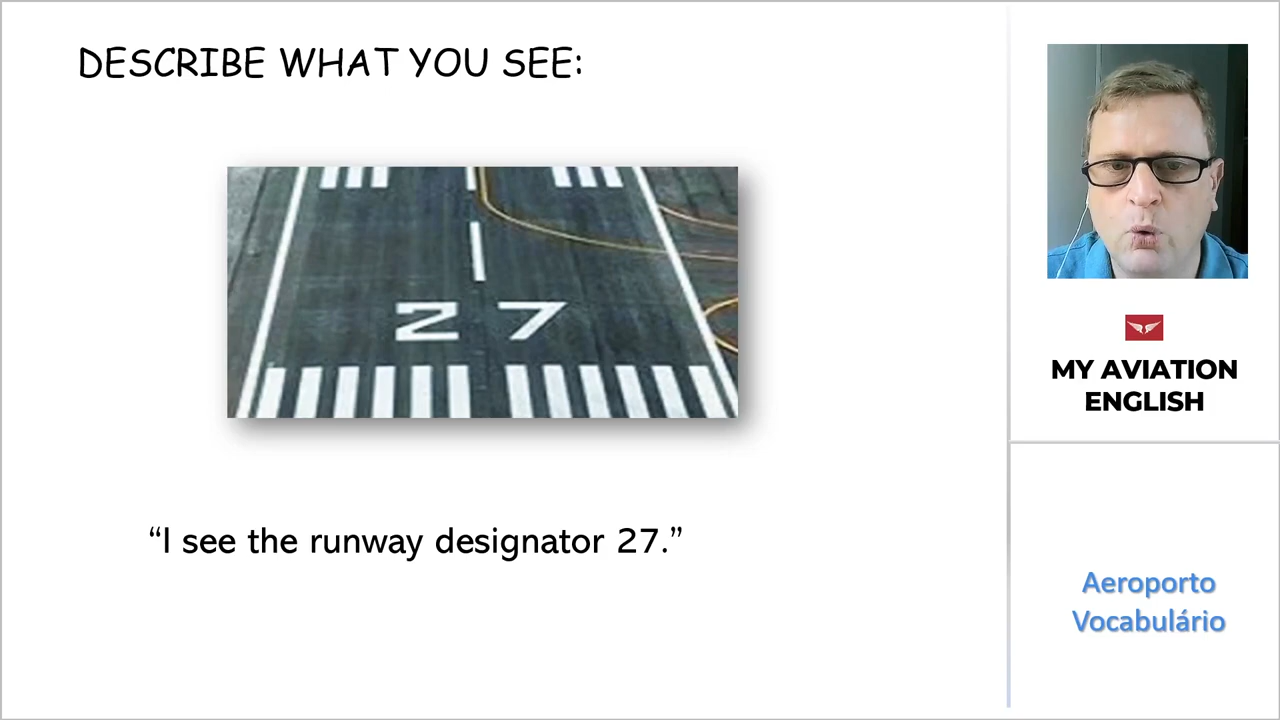 DESCRIBE WHAT YOU SEE:
27
“I see the runway designator 27.”
MY AVIATION
ENGLISH
Aeroporto
Vocabulário